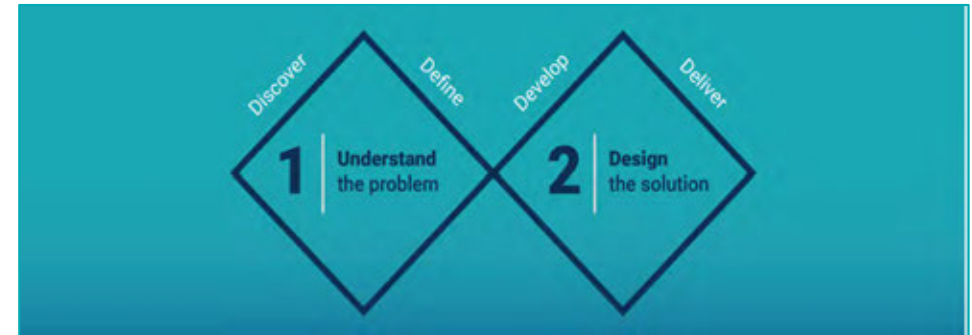 Discover
Define
Develop
Deliver
1
Understand
the problem
2
Design
the solution